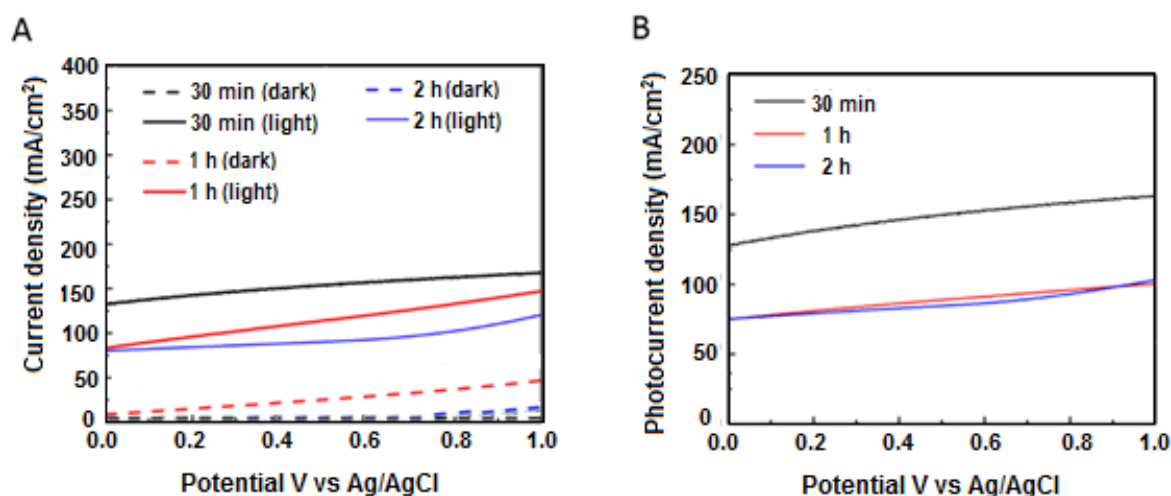 A
Current density (mA/cm²)
400
350
300
250
200
150
100
50
0
30 min (dark)
30 min (light)
1 h (dark)
1 h (light)
2 h (dark)
2 h (light)
0.0 0.2 0.4 0.6 0.8 1.0
Potential V vs Ag/AgCl
B
Photocurrent density (mA/cm²)
250
200
150
100
50
0
30 min
1 h
2 h
0.0 0.2 0.4 0.6 0.8 1.0
Potential V vs Ag/AgCl